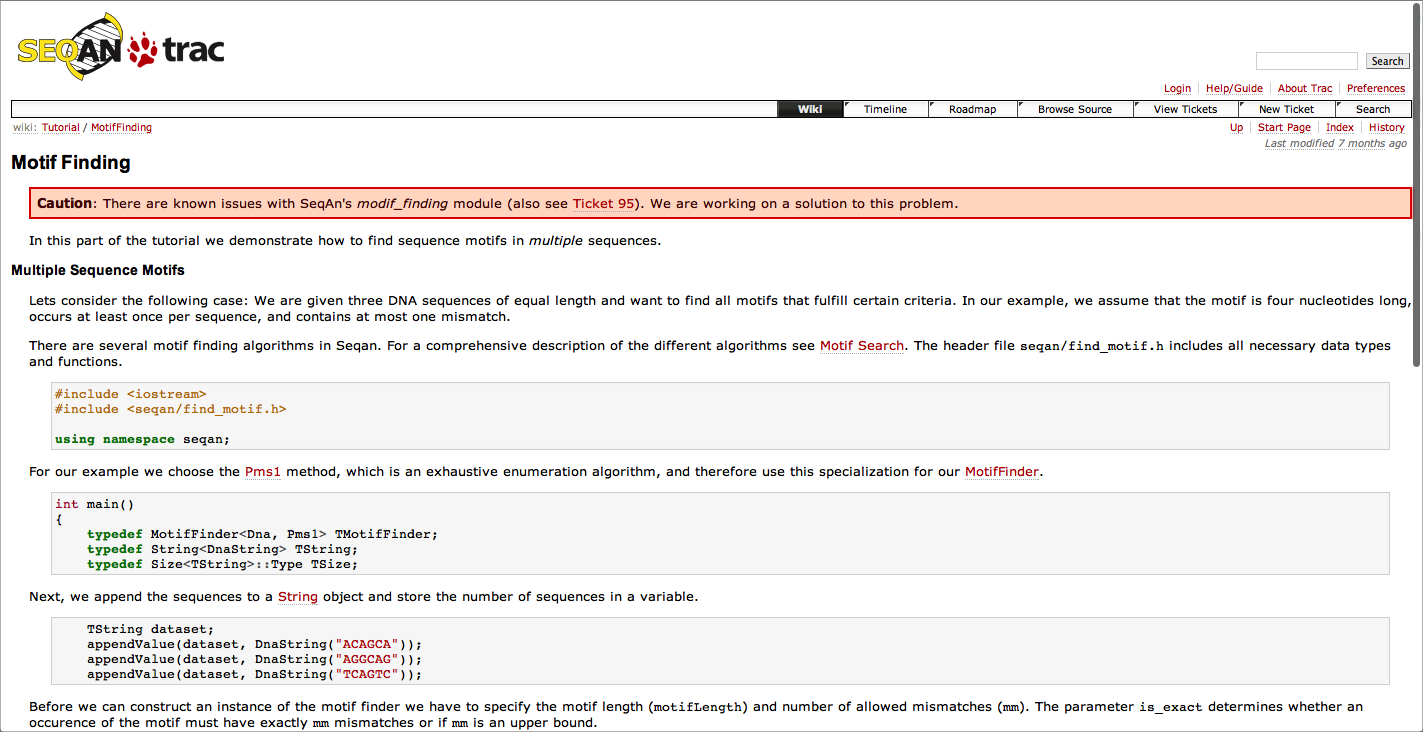 SEQAN trac
Search
Login Help/Guide About Trac Preferences
Wiki Timeline Roadmap Browse Source View Tickets New Ticket Search
wiki: Tutorial / MotifFinding
Up Start Page Index History
Last modified 7 months ago
Motif Finding
Caution: There are known issues with SeqAn's modif_finding module (also see Ticket 95). We are working on a solution to this problem.
In this part of the tutorial we demonstrate how to find sequence motifs in multiple sequences.
Multiple Sequence Motifs
Lets consider the following case: We are given three DNA sequences of equal length and want to find all motifs that fulfill certain criteria. In our example, we assume that the motif is four nucleotides long,
occurs at least once per sequence, and contains at most one mismatch.
There are several motif finding algorithms in Seqan. For a comprehensive description of the different algorithms see Motif Search. The header file seqan/find_motif.h includes all necessary data types
and functions.
#include <iostream>
#include <seqan/find_motif.h>
using namespace seqan;
For our example we choose the Pms1 method, which is an exhaustive enumeration algorithm, and therefore use this specialization for our MotifFinder.
int main()
{
typedef MotifFinder<Dna, Pms1> TMotifFinder;
typedef String<DnaString> TString;
typedef Size<TString>::Type TSize;
Next, we append the sequences to a String object and store the number of sequences in a variable.
TString dataset;
appendValue(dataset, DnaString("ACAGCA"));
appendValue(dataset, DnaString("AGGCAG"));
appendValue(dataset, DnaString("TCAGTC"));
Before we can construct an instance of the motif finder we have to specify the motif length (motifLength) and number of allowed mismatches (mm). The parameter is_exact determines whether an
occurence of the motif must have exactly mm mismatches or if mm is an upper bound.